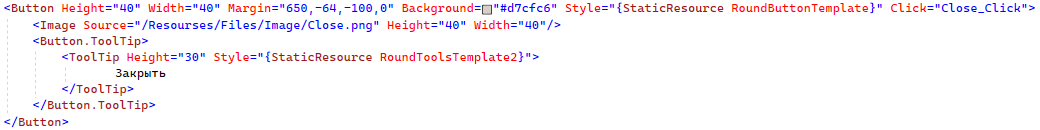 <Button Height="40" Width="40" Margin="650,-64,-100,0" Background="#d7cfc6" Style="{StaticResource RoundButtonTemplate}" Click="Close_Click">
<Image Source="/Resourses/Files/Image/Close.png" Height="40" Width="40"/>
<Button.ToolTip>
<ToolTip Height="30" Style="{StaticResource RoundToolsTemplate2}">
Закрыть
</ToolTip>
</Button.ToolTip>
</Button>